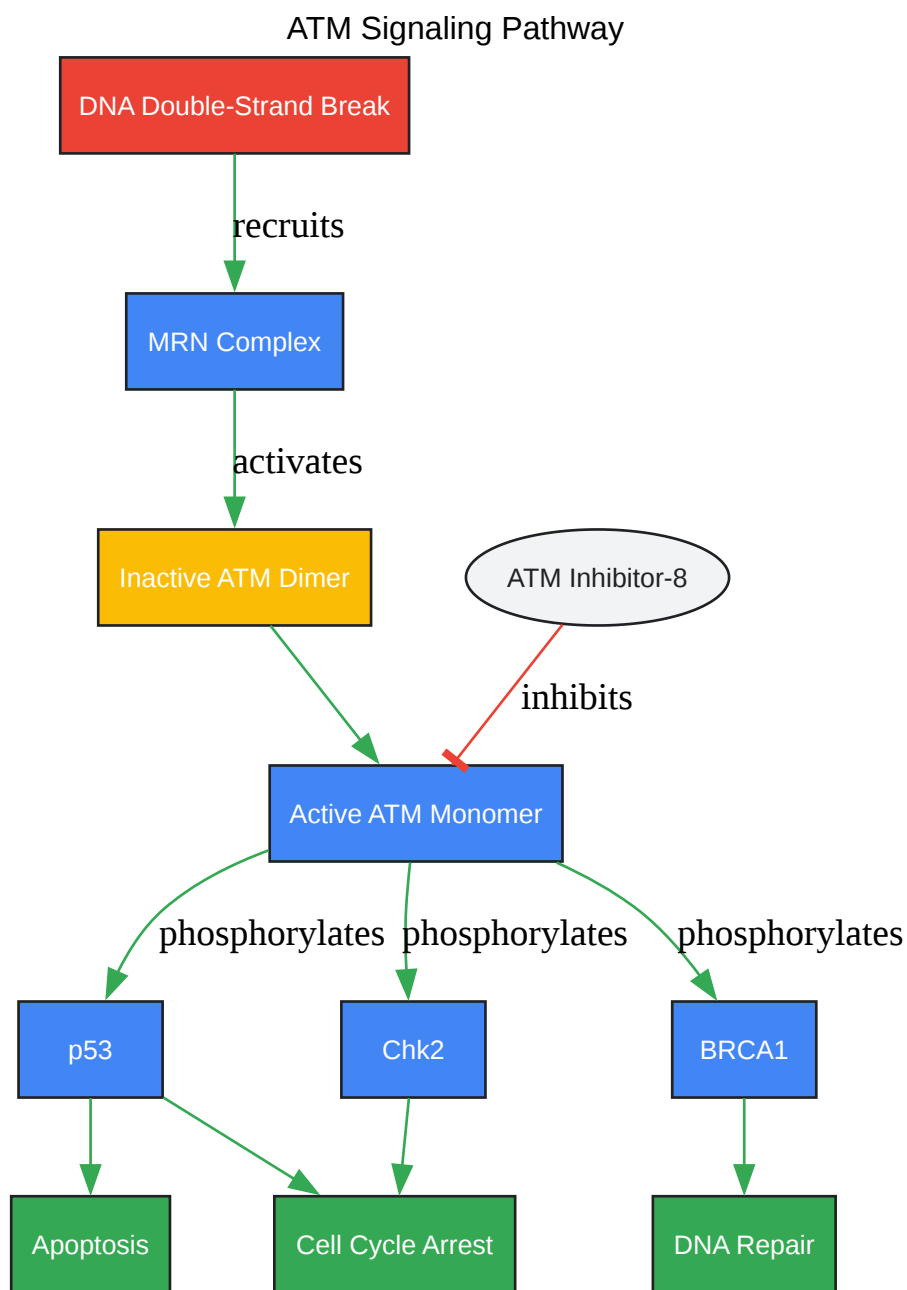 ATM Signaling Pathway
DNA Double-Strand Break
recruits
MRN Complex
activates
Inactive ATM Dimer
ATM Inhibitor-8
inhibits
Active ATM Monomer
phosphorylates
phosphorylates
phosphorylates
p53
Chk2
BRCA1
Apoptosis
Cell Cycle Arrest
DNA Repair